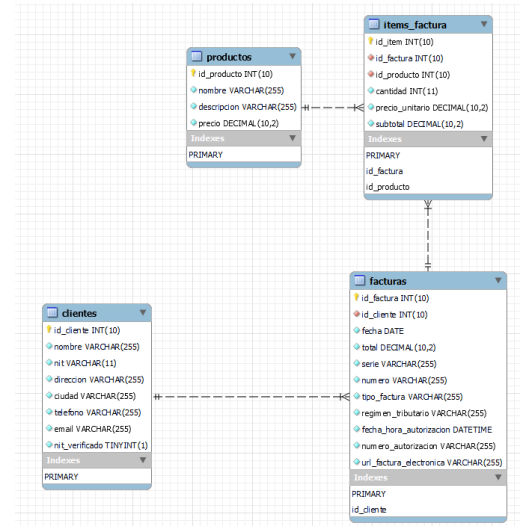 productos
id_producto INT(10)
nombre VARCHAR(255)
descripcion VARCHAR(255)
precio DECIMAL(10,2)
Indexes
PRIMARY
items_factura
id_item INT(10)
id_factura INT(10)
id_producto INT(10)
cantidad INT(11)
precio_unitario DECIMAL(10,2)
subtotal DECIMAL(10,2)
Indexes
PRIMARY
id_factura
id_producto
clientes
id_cliente INT(10)
nombre VARCHAR(255)
nit VARCHAR(11)
direccion VARCHAR(255)
ciudad VARCHAR(255)
telefono VARCHAR(255)
email VARCHAR(255)
nit_verificado TINYINT(1)
Indexes
PRIMARY
facturas
id_factura INT(10)
id_cliente INT(10)
fecha DATE
total DECIMAL(10,2)
serie VARCHAR(255)
numero VARCHAR(255)
tipo_factura VARCHAR(255)
regimen_tributario VARCHAR(255)
fecha_hora_autorizacion DATETIME
numero_autorizacion VARCHAR(255)
url_factura_electronica VARCHAR(255)
Indexes
PRIMARY
id_cliente